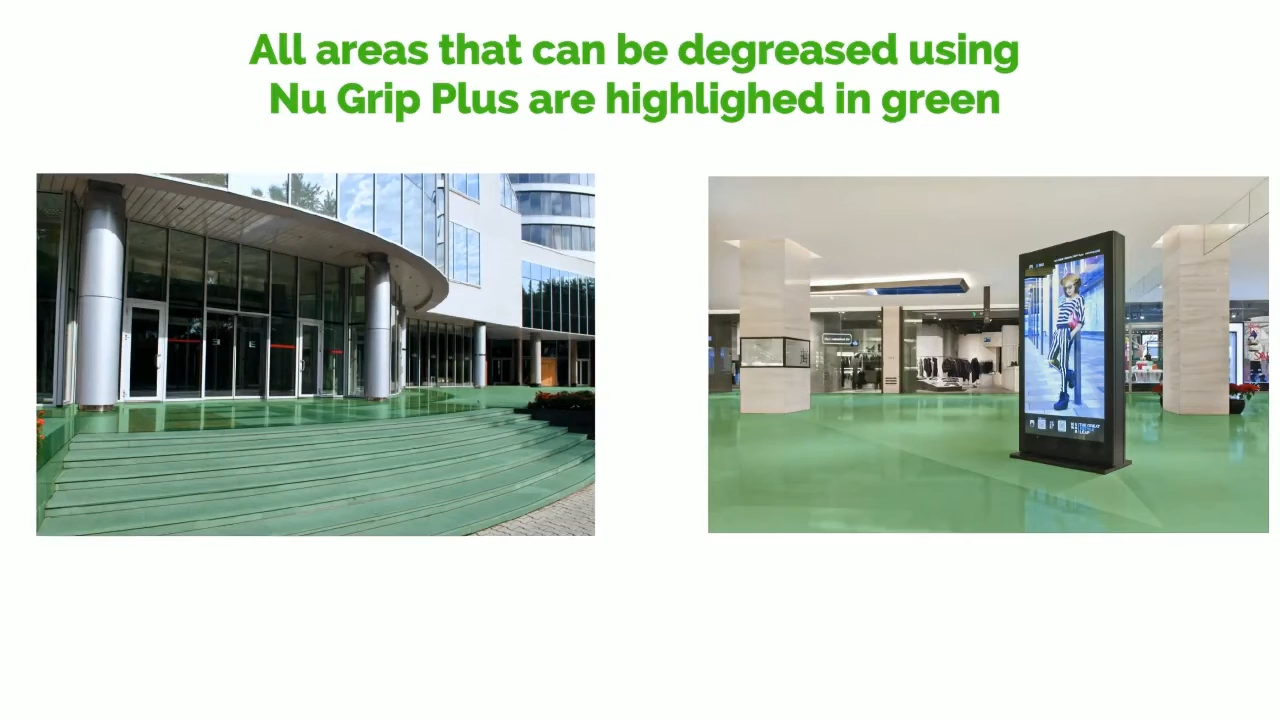 All areas that can be degreased using
Nu Grip Plus are highlighed in green